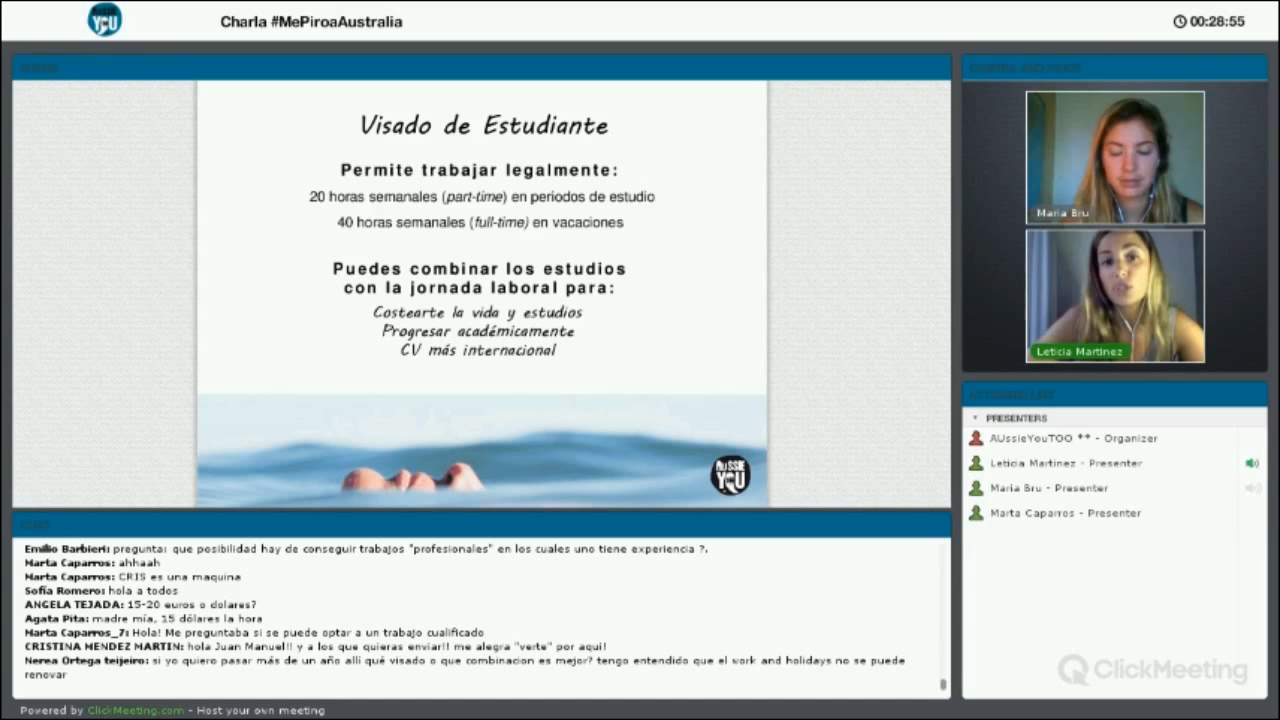 AUSSIE
YOU
Charla #MePiroaAustralia
00:28:55
Visado de Estudiante
Permite trabajar legalmente:
20 horas semanales (part-time) en periodos de estudio
40 horas semanales (full-time) en vacaciones
Puedes combinar los estudios
con la jornada laboral para:
Costearte la vida y estudios
Progresar académicamente
CV más internacional
AUSSIE
YOU
Maria Bru
Leticia Martinez
ATTENDEE LIST
PRESENTERS
AUssieYouTOO ** - Organizer
Leticia Martinez - Presenter
Maria Bru - Presenter
Marta Caparros - Presenter
CHAT
Emilio Barbieri: pregunta: que posibilidad hay de conseguir trabajos "profesionales" en los cuales uno tiene experiencia ?.
Marta Caparros: ahhaah
Marta Caparros: CRIS es una maquina
Sofía Romero: hola a todos
ANGELA TEJADA: 15-20 euros o dolares?
Agata Pita: madre mía, 15 dólares la hora
Marta Caparros_7: Hola! Me preguntaba si se puede optar a un trabajo cualificado
CRISTINA MENDEZ MARTIN: hola Juan Manuel!! y a los que quieras enviar!! me alegra "verte" por aqui!
Nerea Ortega teijeiro: si yo quiero pasar más de un año alli qué visado o que combinacion es mejor? tengo entendido que el work and holidays no se puede
renovar
ClickMeeting
Powered by ClickMeeting.com - Host your own meeting